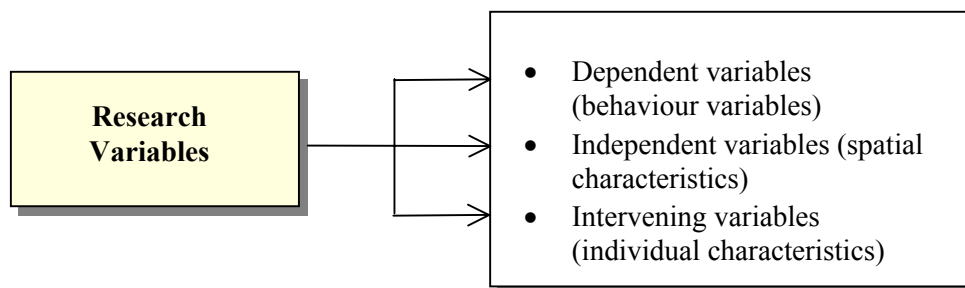 Research
Variables
• Dependent variables
(behaviour variables)
• Independent variables (spatial
characteristics)
• Intervening variables
(individual characteristics)